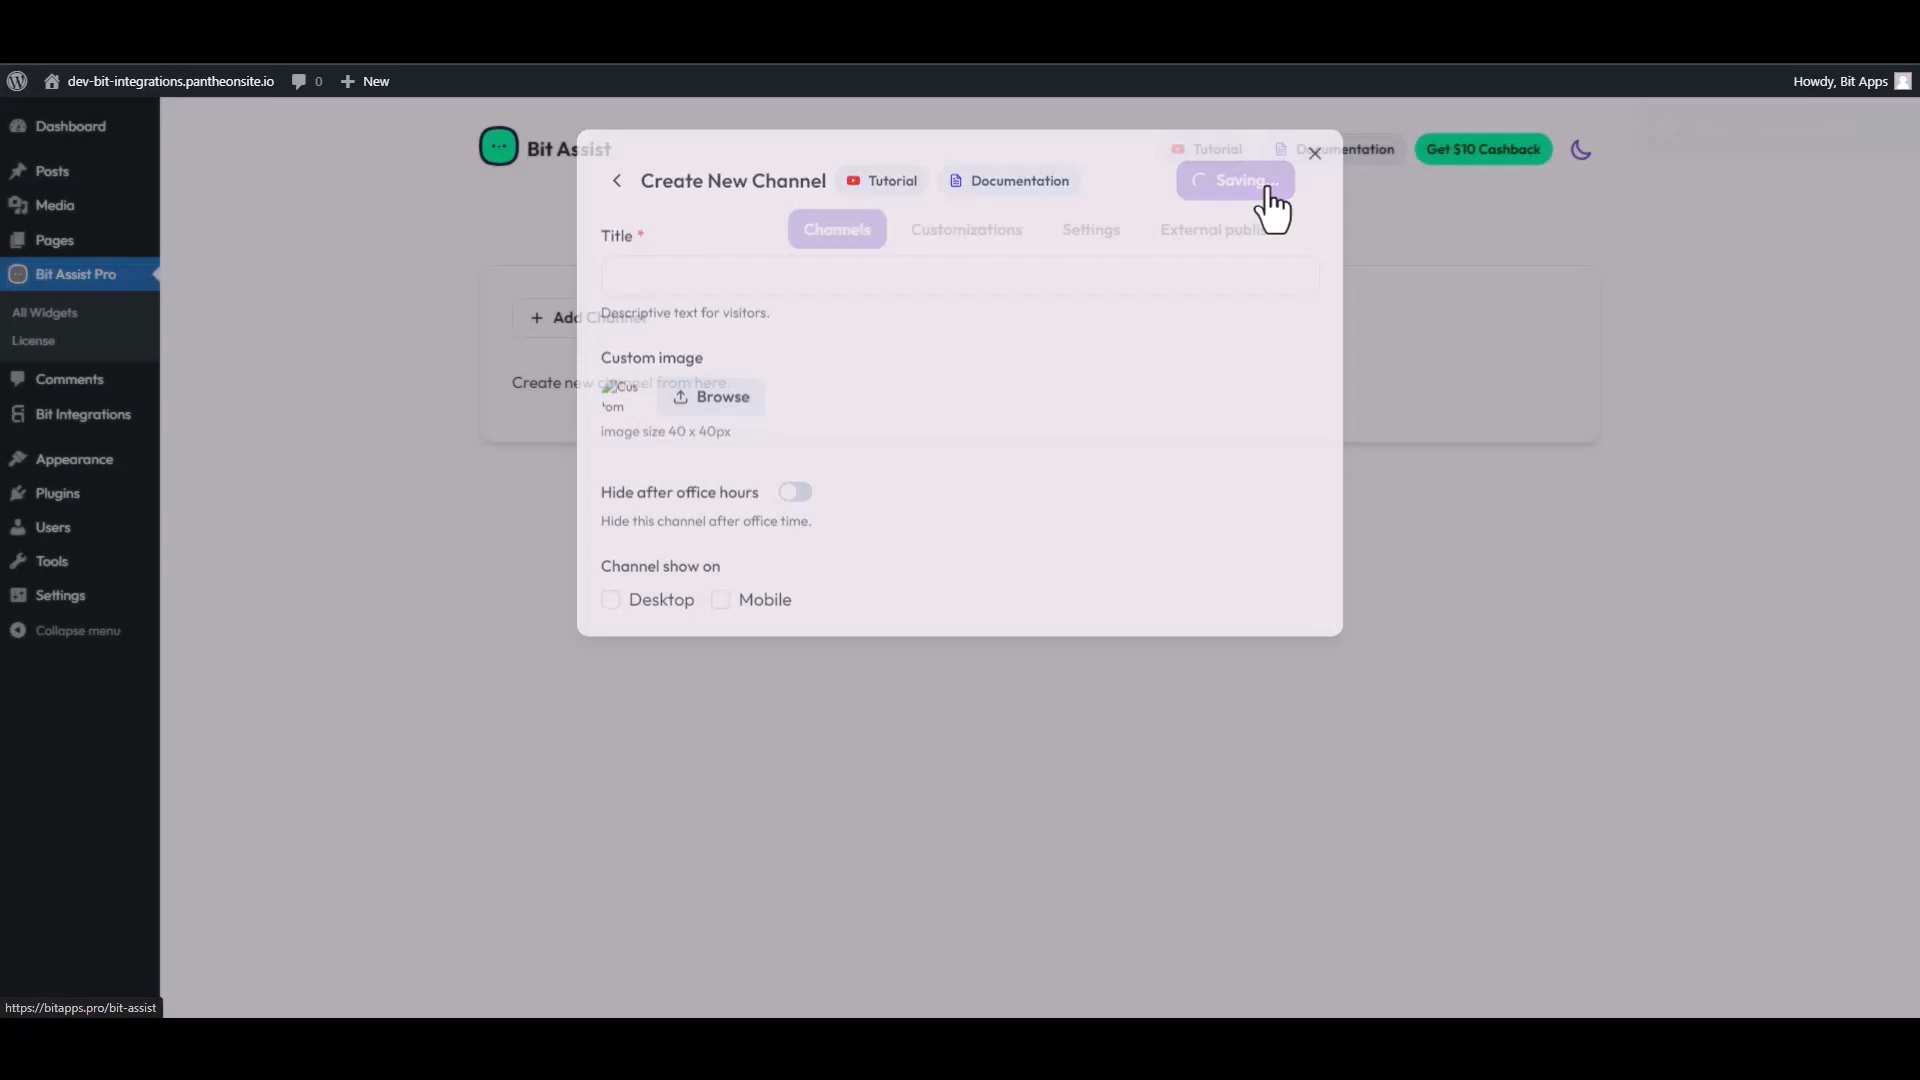 dev-bit-integrations.pantheonsite.io 0 New Howdy, Bit Apps
Dashboard
Posts
Media
Pages
Bit Assist Pro
All Widgets
License
Comments
Bit Integrations
Appearance
Plugins
Users
Tools
Settings
Collapse menu
Bit Assist Tutorial Documentation Get $10 Cashback
Create New Channel Tutorial Documentation Saving...
Channels Customizations Settings External
Title *
Descriptive text for visitors.
+ Add Channel
Custom image
Create new channel from here.
Custom
Browse
image size 40 x 40px
Hide after office hours
Hide this channel after office time.
Channel show on
Desktop Mobile
https://bitapps.pro/bit-assist